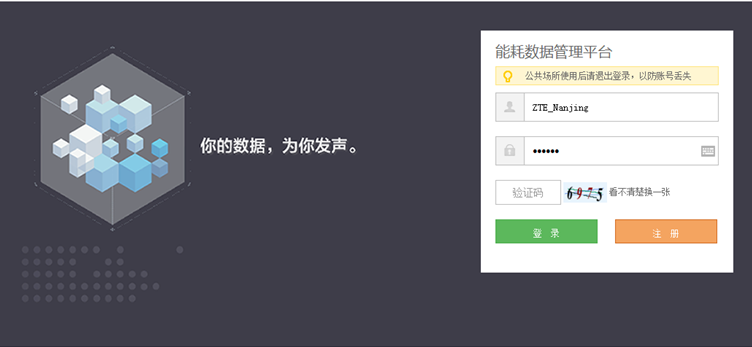 你的数据，为你发声。
能耗数据管理平台
公共场所使用后请退出登录，以防账号丢失
ZTE_Nanjing
••••••
验证码 6975 看不清楚换一张
登 录 注 册